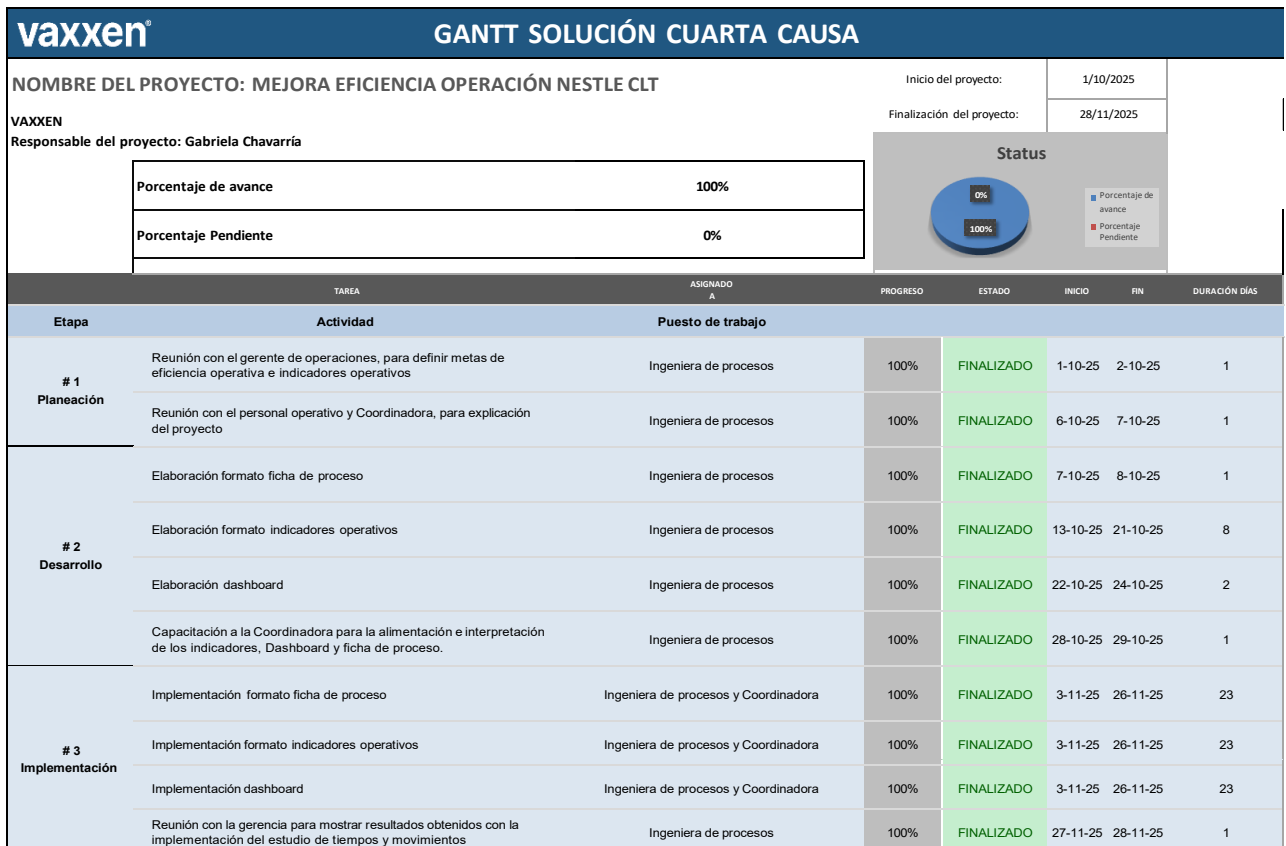 vaxxen®
GANTT SOLUCIÓN CUARTA CAUSA
NOMBRE DEL PROYECTO: MEJORA EFICIENCIA OPERACIÓN NESTLE CLT
Inicio del proyecto: 1/10/2025
Finalización del proyecto: 28/11/2025
VAXXEN
Responsable del proyecto: Gabriela Chavarría
Porcentaje de avance 100%
Porcentaje Pendiente 0%
Status
0%
100%
Porcentaje de
avance
Porcentaje
Pendiente
TAREA ASIGNADO
A PROGRESO ESTADO INICIO FIN DURACIÓN DÍAS
Etapa Actividad Puesto de trabajo
# 1
Planeación
Reunión con el gerente de operaciones, para definir metas de
eficiencia operativa e indicadores operativos
Ingeniera de procesos 100% FINALIZADO 1-10-25 2-10-25 1
Reunión con el personal operativo y Coordinadora, para explicación
del proyecto
Ingeniera de procesos 100% FINALIZADO 6-10-25 7-10-25 1
# 2
Desarrollo
Elaboración formato ficha de proceso Ingeniera de procesos 100% FINALIZADO 7-10-25 8-10-25 1
Elaboración formato indicadores operativos Ingeniera de procesos 100% FINALIZADO 13-10-25 21-10-25 8
Elaboración dashboard Ingeniera de procesos 100% FINALIZADO 22-10-25 24-10-25 2
Capacitación a la Coordinadora para la alimentación e interpretación
de los indicadores, Dashboard y ficha de proceso.
Ingeniera de procesos 100% FINALIZADO 28-10-25 29-10-25 1
# 3
Implementación
Implementación formato ficha de proceso Ingeniera de procesos y Coordinadora 100% FINALIZADO 3-11-25 26-11-25 23
Implementación formato indicadores operativos Ingeniera de procesos y Coordinadora 100% FINALIZADO 3-11-25 26-11-25 23
Implementación dashboard Ingeniera de procesos y Coordinadora 100% FINALIZADO 3-11-25 26-11-25 23
Reunión con la gerencia para mostrar resultados obtenidos con la
implementación del estudio de tiempos y movimientos
Ingeniera de procesos 100% FINALIZADO 27-11-25 28-11-25 1